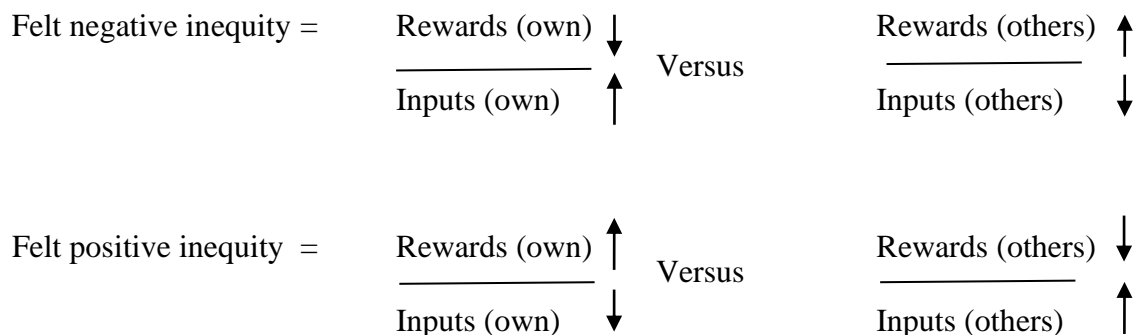 Felt negative inequity = Rewards (own) Versus Rewards (others)
Inputs (own) Inputs (others)
Felt positive inequity = Rewards (own) Versus Rewards (others)
Inputs (own) Inputs (others)